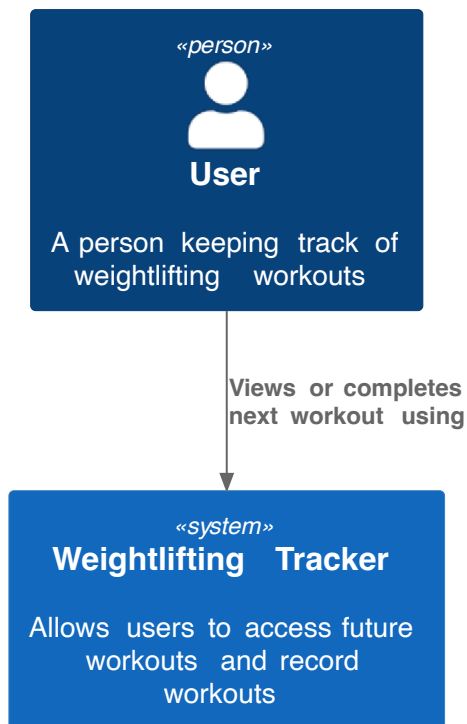 «person»
User
A person keeping track of
weightlifting workouts
Views or completes
next workout using
«system»
Weightlifting Tracker
Allows users to access future
workouts and record
workouts